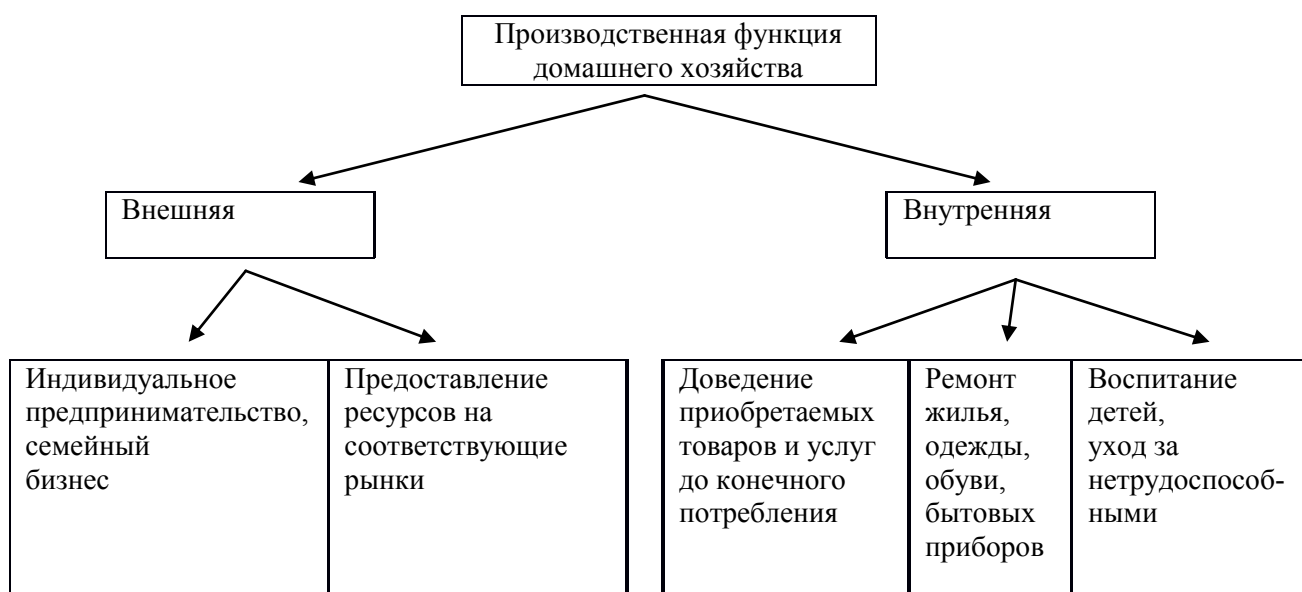 Производственная функция
домашнего хозяйства
Внешняя
Внутренняя
Индивидуальное
предпринимательство,
семейный
бизнес
Предоставление
ресурсов на
соответствующие
рынки
Доведение
приобретаемых
товаров и услуг
до конечного
потребления
Ремонт
жилья,
одежды,
обуви,
бытовых
приборов
Воспитание
детей,
уход за
нетрудоспособ-
ными